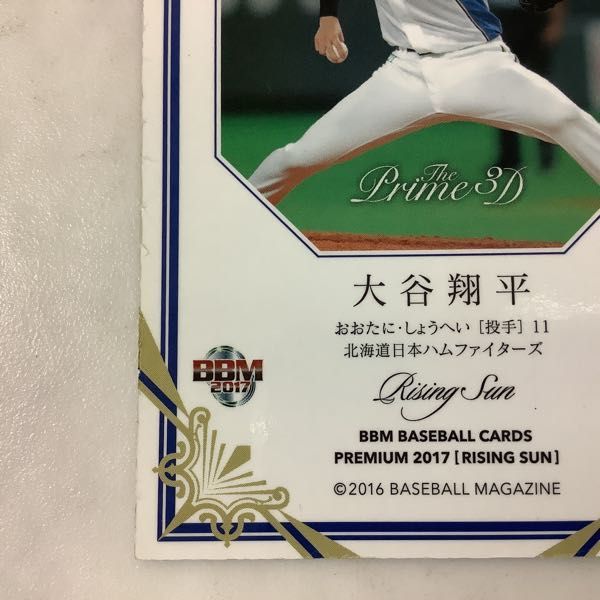 The
Prime 3D
大谷翔平
おおたに・しょうへい [投手] 11
北海道日本ハムファイターズ
BBM
2017
Rising Sun
BBM BASEBALL CARDS
PREMIUM 2017 [RISING SUN]
©2016 BASEBALL MAGAZINE